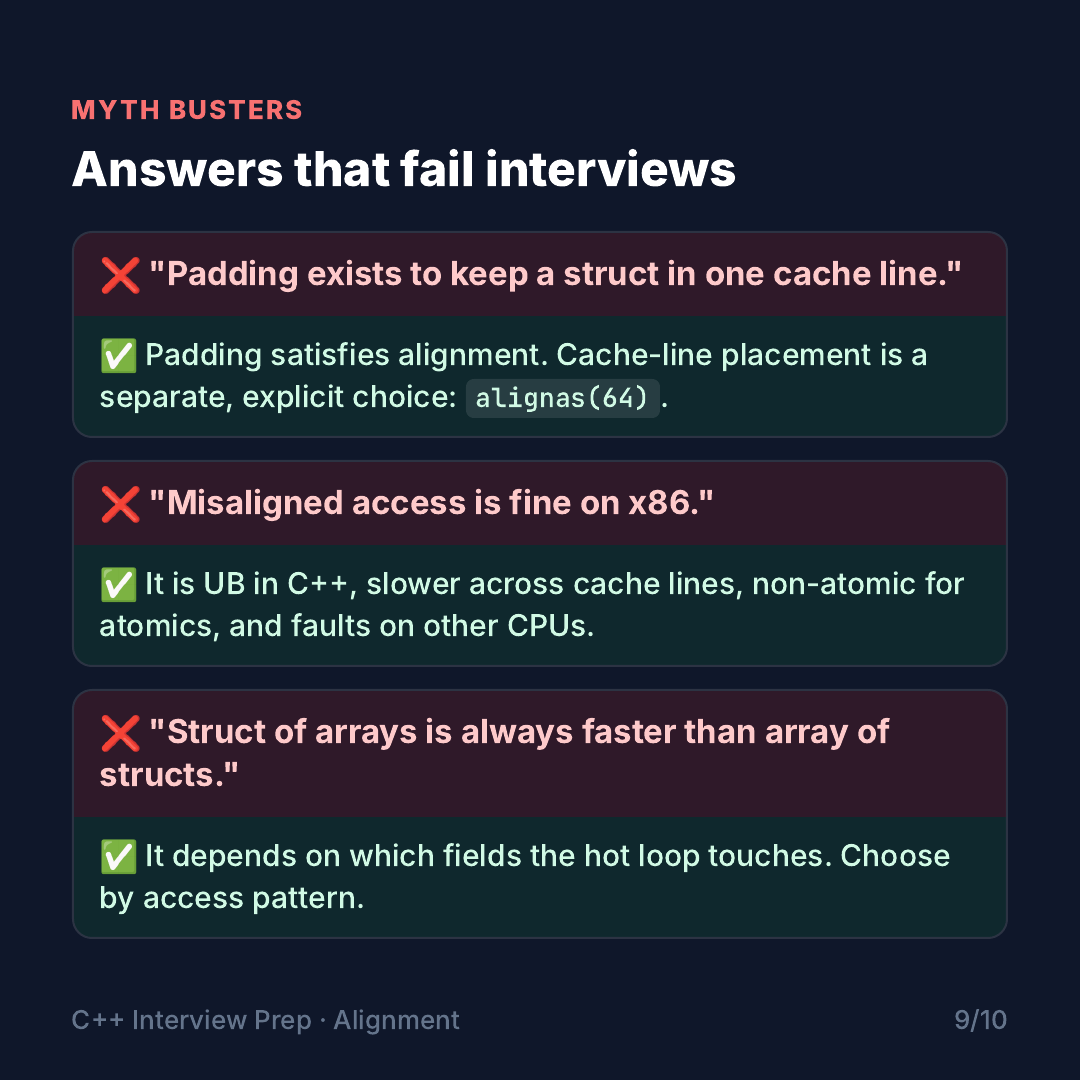 MYTH BUSTERS
Answers that fail interviews
❌ "Padding exists to keep a struct in one cache line."
✅ Padding satisfies alignment. Cache-line placement is a
separate, explicit choice: alignas(64).
❌ "Misaligned access is fine on x86."
✅ It is UB in C++, slower across cache lines, non-atomic for
atomics, and faults on other CPUs.
❌ "Struct of arrays is always faster than array of
structs."
✅ It depends on which fields the hot loop touches. Choose
by access pattern.
C++ Interview Prep · Alignment
9/10